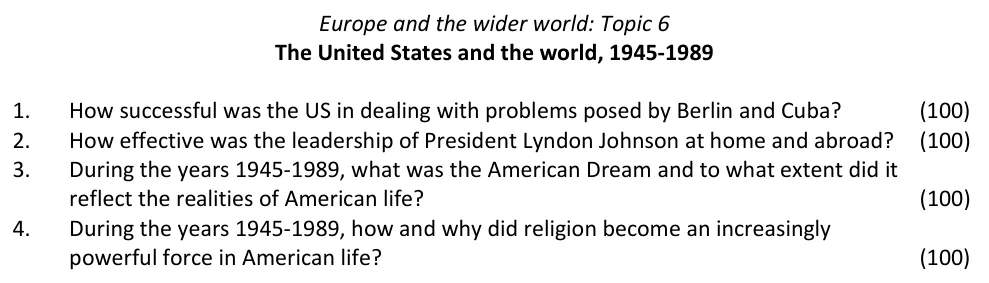 Europe and the wider world: Topic 6
The United States and the world, 1945-1989
1. How successful was the US in dealing with problems posed by Berlin and Cuba? (100)
2. How effective was the leadership of President Lyndon Johnson at home and abroad? (100)
3. During the years 1945-1989, what was the American Dream and to what extent did it
reflect the realities of American life? (100)
4. During the years 1945-1989, how and why did religion become an increasingly
powerful force in American life? (100)